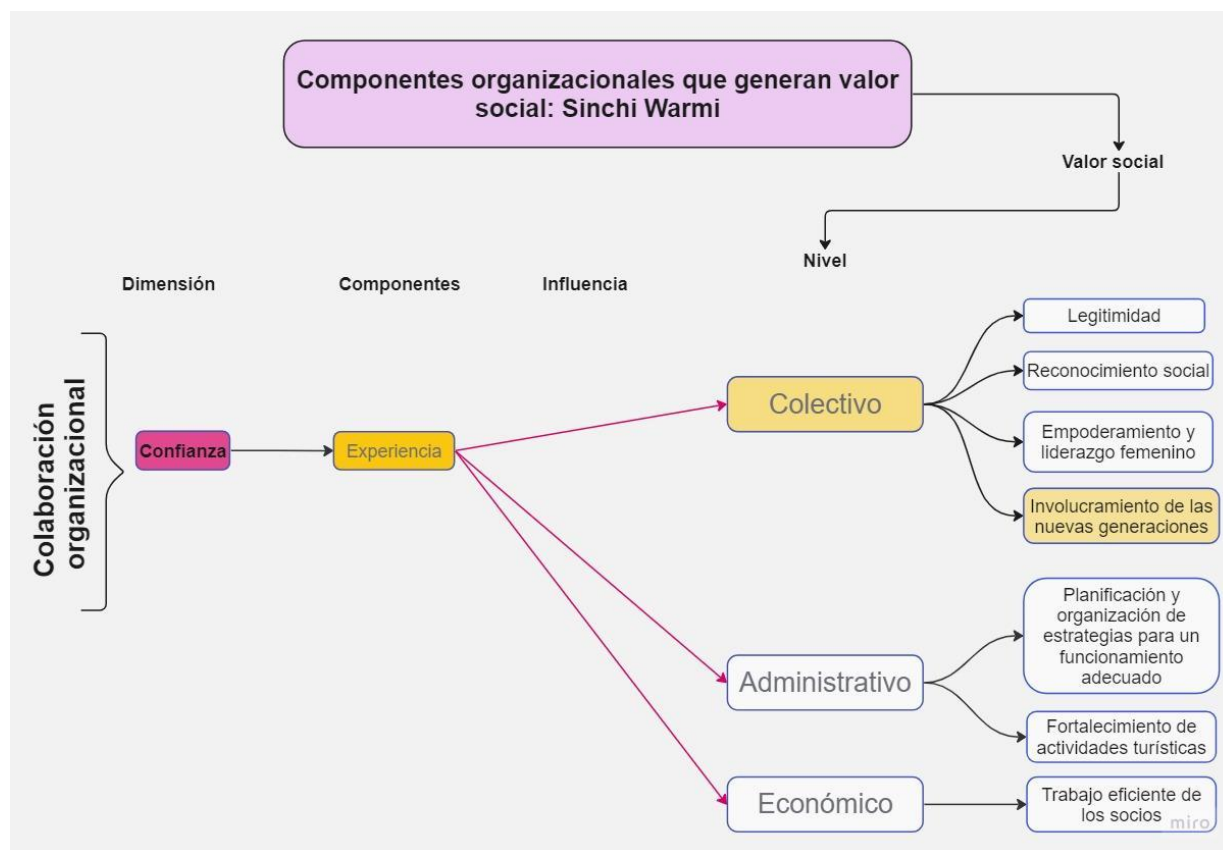 Componentes organizacionales que generan valor
social: Sinchi Warmi
Valor social
Nivel
Dimensión
Componentes
Influencia
Colaboración
organizacional
Confianza
Experiencia
Colectivo
Legitimidad
Reconocimiento social
Empoderamiento y
liderazgo femenino
Involucramiento de las
nuevas generaciones
Administrativo
Planificación y
organización de
estrategias para un
funcionamiento
adecuado
Fortalecimiento de
actividades turísticas
Económico
Trabajo eficiente de
los socios
miro